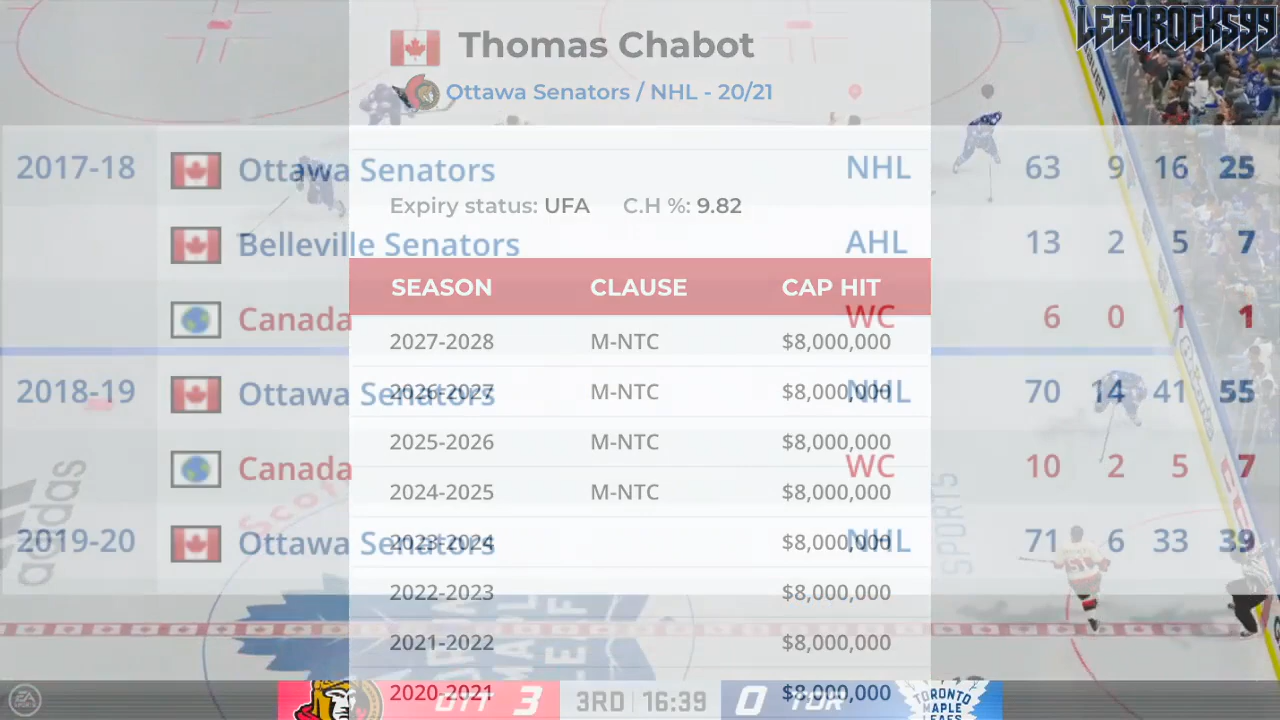 LEGOROCKS99
Thomas Chabot
Ottawa Senators / NHL - 20/21
2017-18 Ottawa Senators NHL 63 9 16 25
Expiry status: UFA C.H %: 9.82
Belleville Senators AHL 13 2 5 7
SEASON CLAUSE CAP HIT
Canada WC 6 0 1 1
2027-2028 M-NTC $8,000,000
2018-19 Ottawa Senators NHL 70 14 41 55
2026-2027 M-NTC $8,000,000
2025-2026 M-NTC $8,000,000
Canada WC 10 2 5 7
2024-2025 M-NTC $8,000,000
2019-20 Ottawa Senators NHL 71 6 33 39
2023-2024 $8,000,000
2022-2023 $8,000,000
2021-2022 $8,000,000
2020-2021 $8,000,000
OTT 3 3RD 16:39 0 TOR
TORONTO
MAPLE
LEAFS
adidas
SPORTS